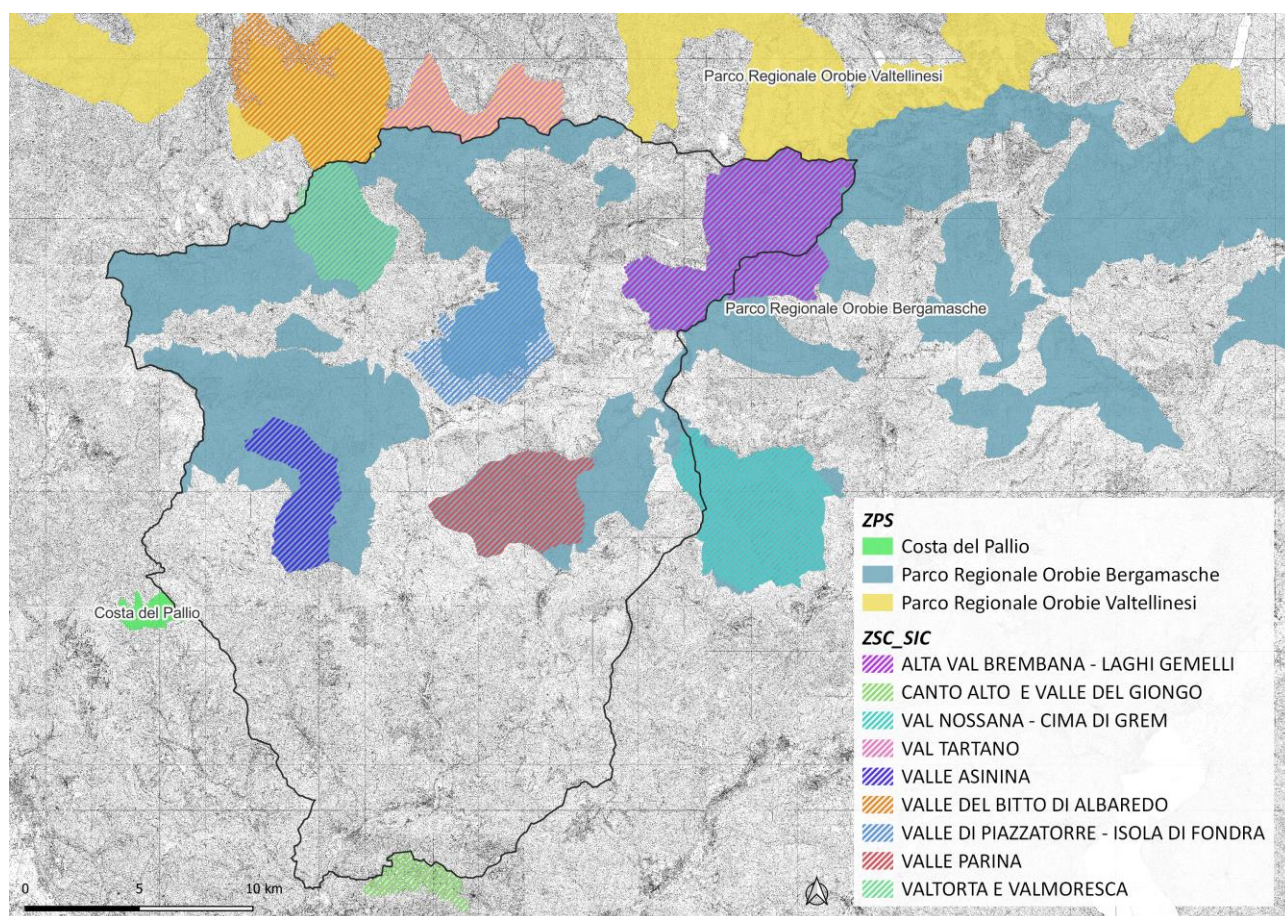 Parco Regionale Orobie Valtellinesi
Parco Regionale Orobie Bergamasche
Costa del Pallio
ZPS
Costa del Pallio
Parco Regionale Orobie Bergamasche
Parco Regionale Orobie Valtellinesi
ZSC_SIC
ALTA VAL BREMBANA - LAGHI GEMELLI
CANTO ALTO E VALLE DEL GIONGO
VAL NOSSANA - CIMA DI GREM
VAL TARTANO
VALLE ASININA
VALLE DEL BITTO DI ALBAREDO
VALLE DI PIAZZATORRE - ISOLA DI FONDRA
VALLE PARINA
VALTORTA E VALMORESCA
0 5 10 km